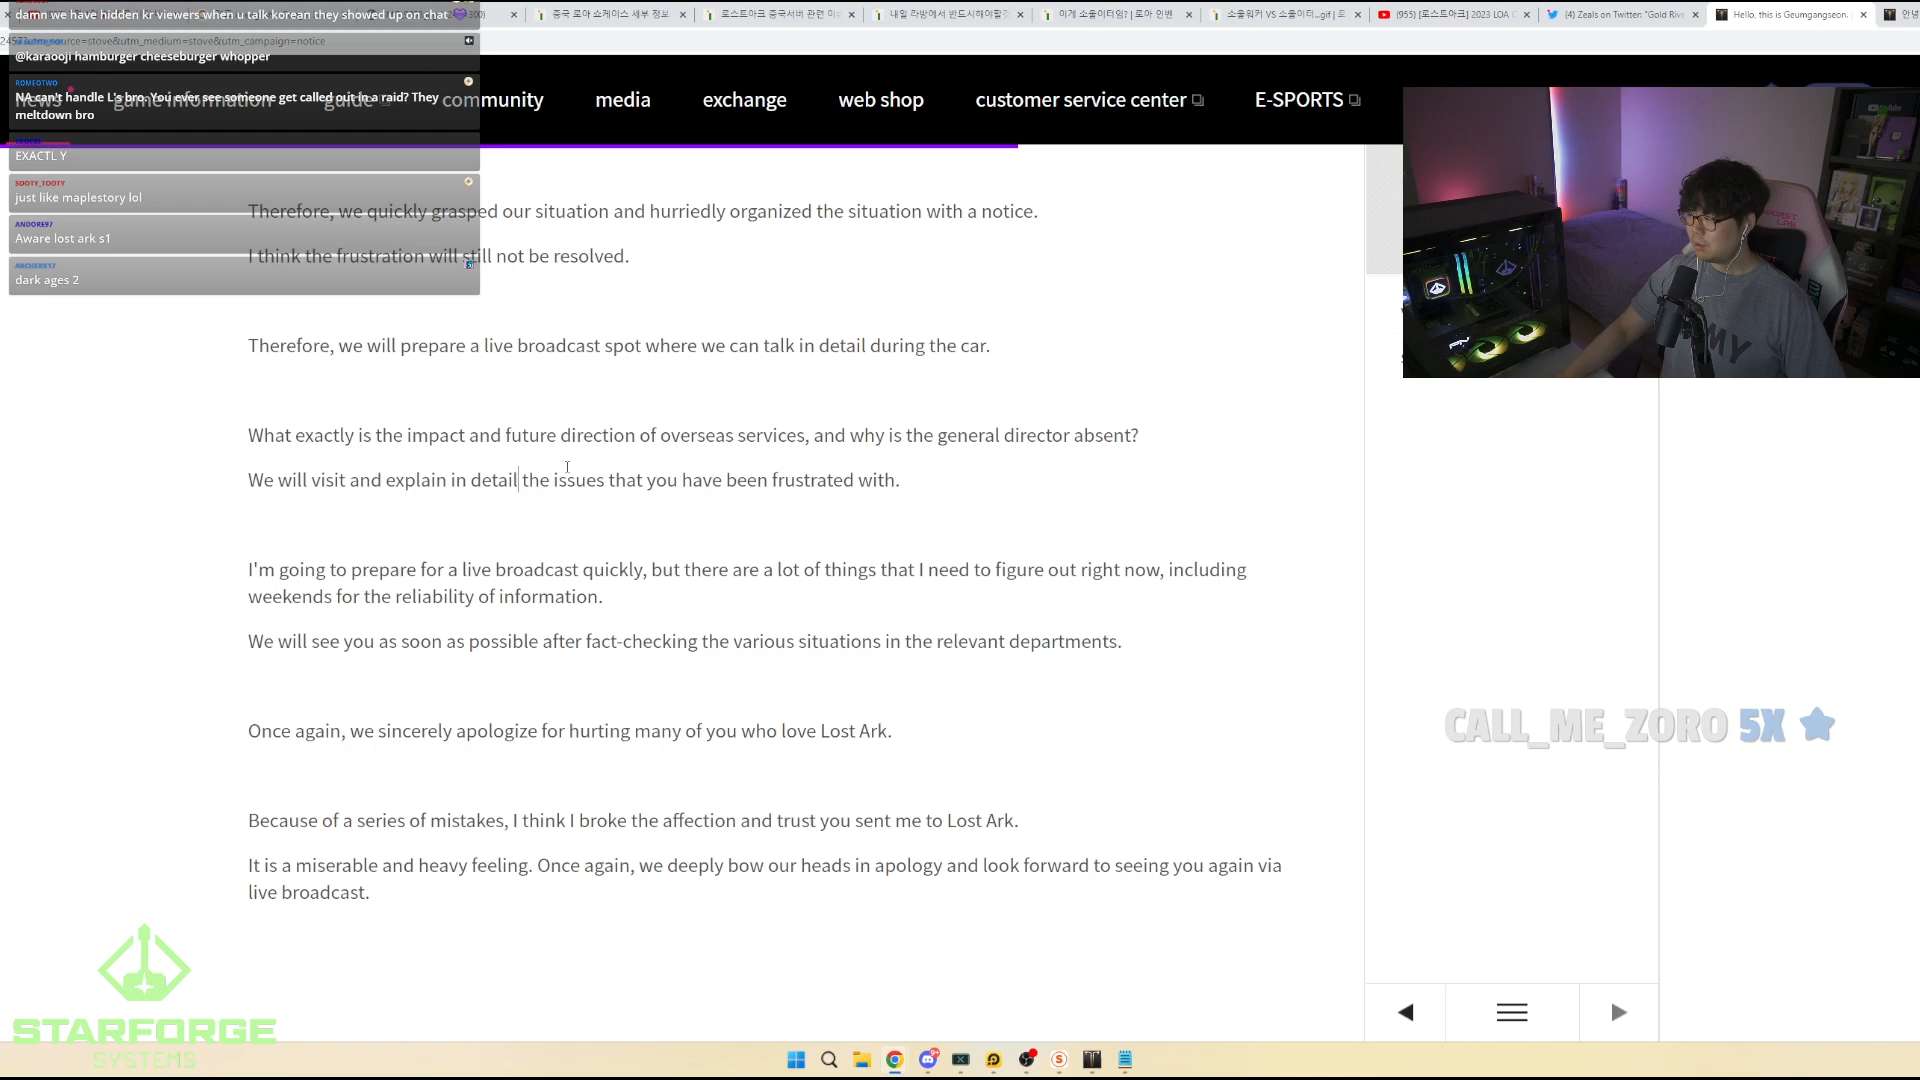 damn we have hidden kr viewers when u talk korean they showed up on chat
중국 로아 쇼케이스 세부 정보
로스트아크 중국서버 관련 이
내일 라방에서 반드시해야할것
이게 소울이터임? | 로아 인벤
소울워커 VS 소울이터...gif | 로
(955) [로스트아크] 2023 LOA
(4) Zeals on Twitter: "Gold Rive
Hello, this is Geumgangseon.
utm_source=stove&utm_medium=stove&utm_campaign=notice
@karaooji hamburger cheeseburger whopper
ROMEOTWO
NA can't handle L's bro. You ever see someone get called out in a raid? They
meltdown bro
news
game information
guide
community
media
exchange
web shop
customer service center
E-SPORTS
EXACTL Y
SOOTY_TOOTY
just like maplestory lol
ANDORE97
Aware lost ark s1
dark ages 2
Therefore, we quickly grasped our situation and hurriedly organized the situation with a notice.
I think the frustration will still not be resolved.
Therefore, we will prepare a live broadcast spot where we can talk in detail during the car.
What exactly is the impact and future direction of overseas services, and why is the general director absent?
We will visit and explain in detail the issues that you have been frustrated with.
I'm going to prepare for a live broadcast quickly, but there are a lot of things that I need to figure out right now, including
weekends for the reliability of information.
We will see you as soon as possible after fact-checking the various situations in the relevant departments.
CALL_ME_ZORO 5X
Once again, we sincerely apologize for hurting many of you who love Lost Ark.
Because of a series of mistakes, I think I broke the affection and trust you sent me to Lost Ark.
It is a miserable and heavy feeling. Once again, we deeply bow our heads in apology and look forward to seeing you again via
live broadcast.
STARFORGE
SYSTEMS